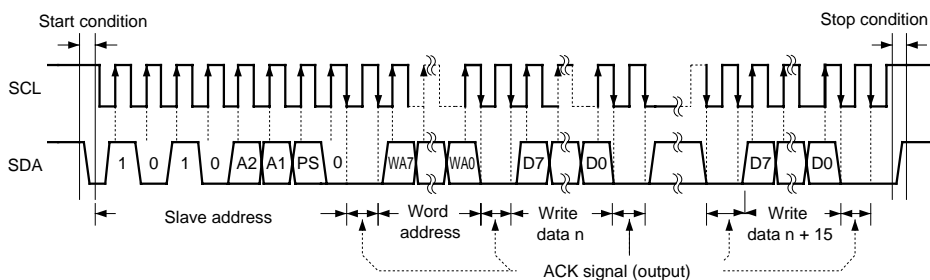 Start condition
Stop condition
SCL
SDA
1 0 1 0 A2 A1 PS 0 WA7 WA0 D7 D0 D7 D0
Slave address
Word address
Write data n
Write data n + 15
ACK signal (output)